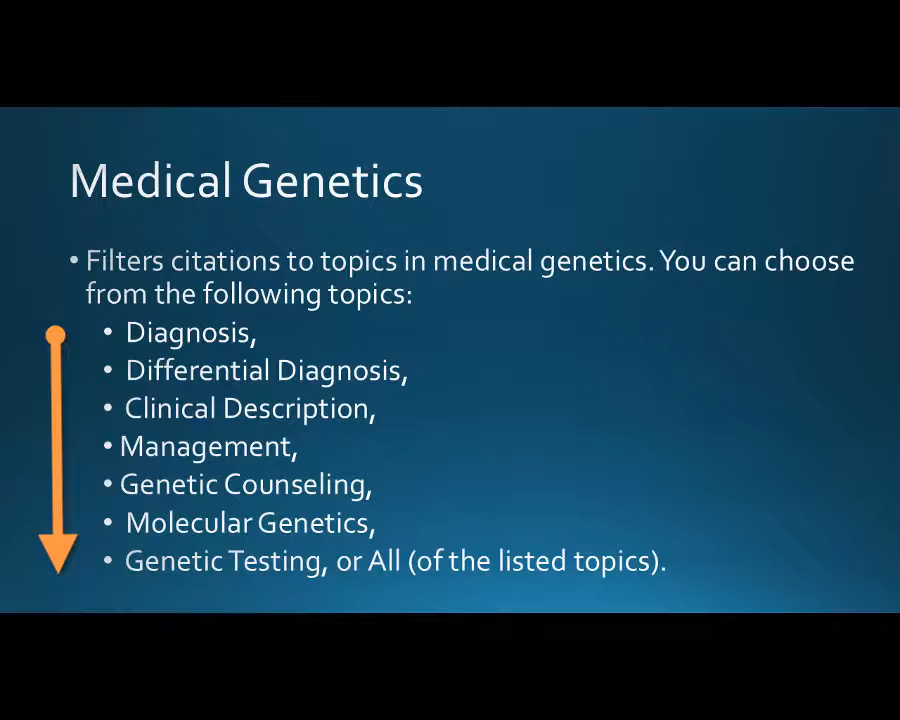 Medical Genetics
• Filters citations to topics in medical genetics. You can choose
from the following topics:
• Diagnosis,
• Differential Diagnosis,
• Clinical Description,
• Management,
• Genetic Counseling,
• Molecular Genetics,
• Genetic Testing, or All (of the listed topics).